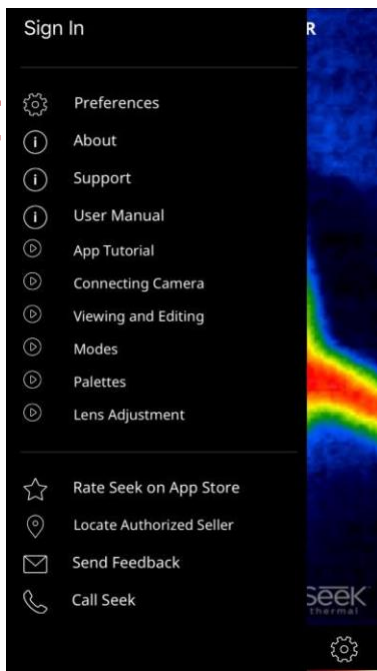 Sign In
R
Preferences
About
Support
User Manual
App Tutorial
Connecting Camera
Viewing and Editing
Modes
Palettes
Lens Adjustment
Rate Seek on App Store
Locate Authorized Seller
Send Feedback
Call Seek
Seek
thermal